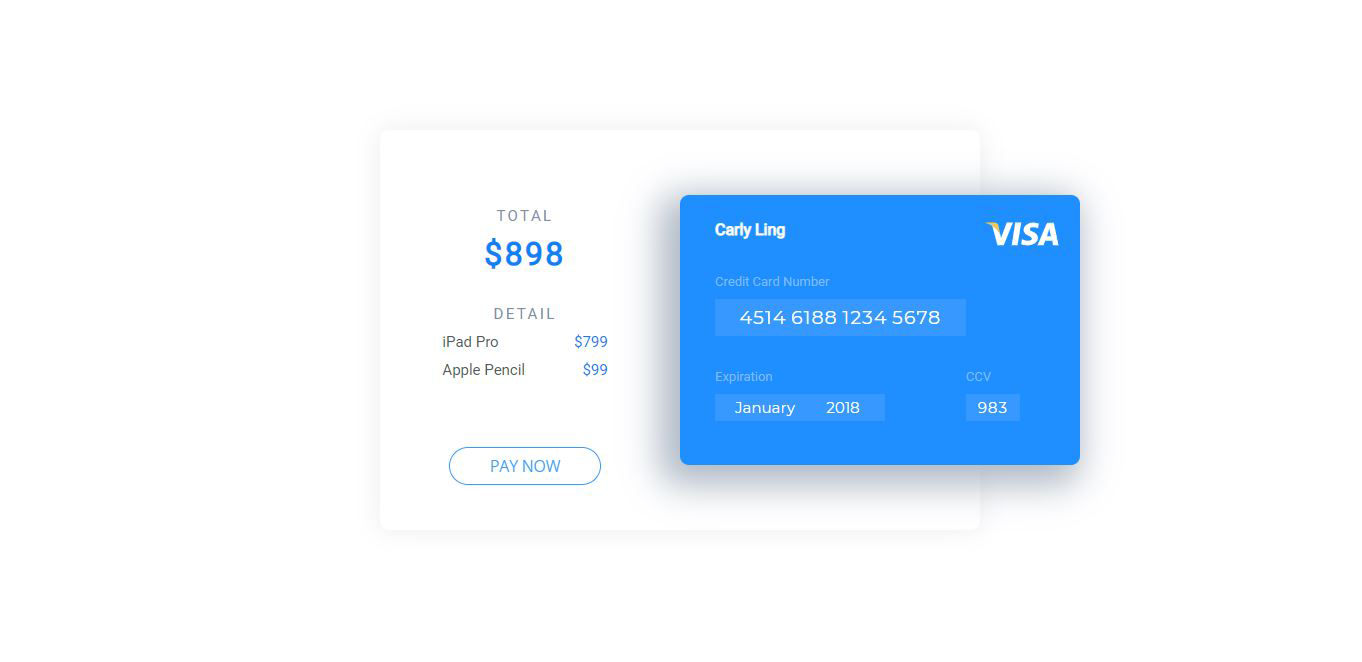 TOTAL
$898
DETAIL
iPad Pro $799
Apple Pencil $99
PAY NOW
Carly Ling VISA
Credit Card Number
4514 6188 1234 5678
Expiration CCV
January 2018 983